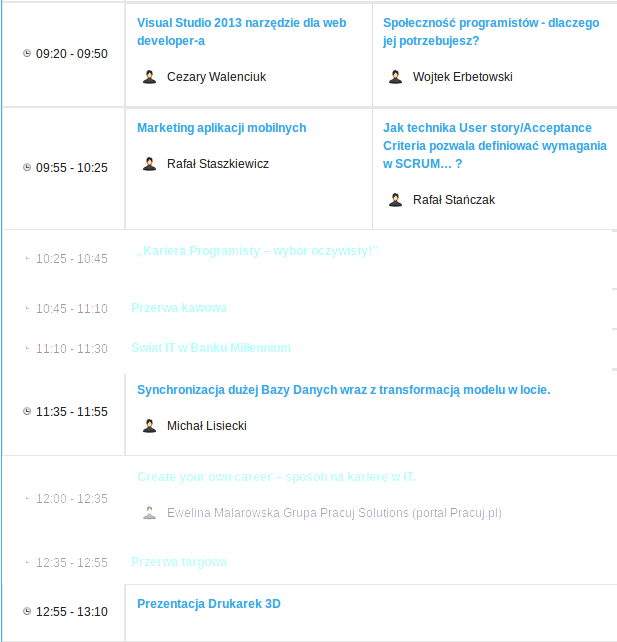 09:20 - 09:50
Visual Studio 2013 narzędzie dla web
developer-a
Cezary Walenciuk
Społeczność programistów - dlaczego
jej potrzebujesz?
Wojtek Erbetowski
09:55 - 10:25
Marketing aplikacji mobilnych
Rafał Staszkiewicz
Jak technika User story/Acceptance
Criteria pozwala definiować wymagania
w SCRUM... ?
Rafał Stańczak
10:25 - 10:45
„Kariera Programisty – wybór oczywisty!"
10:45 - 11:10
Przerwa kawowa
11:10 - 11:30
Świat IT w Banku Millennium
11:35 - 11:55
Synchronizacja dużej Bazy Danych wraz z transformacją modelu w locie.
Michał Lisiecki
12:00 - 12:35
Create your own career – sposób na karierę w IT.
Ewelina Malarowska Grupa Pracuj Solutions (portal Pracuj.pl)
12:35 - 12:55
Przerwa targowa
12:55 - 13:10
Prezentacja Drukarek 3D